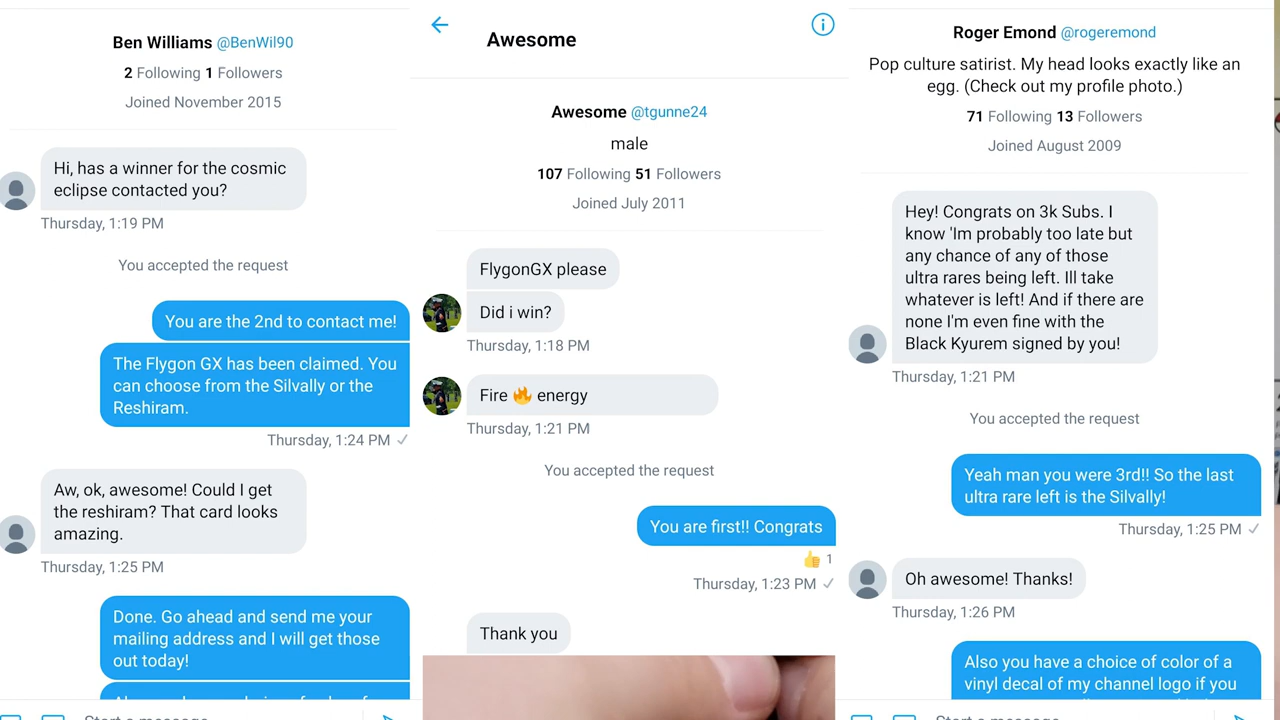 Ben Williams @BenWil90
2 Following 1 Followers
Joined November 2015
Hi, has a winner for the cosmic
eclipse contacted you?
Thursday, 1:19 PM
You accepted the request
You are the 2nd to contact me!
The Flygon GX has been claimed. You
can choose from the Silvally or the
Reshiram.
Thursday, 1:24 PM
Aw, ok, awesome! Could I get
the reshiram? That card looks
amazing.
Thursday, 1:25 PM
Done. Go ahead and send me your
mailing address and I will get those
out today!
Start a message
Awesome
Awesome @tgunne24
male
107 Following 51 Followers
Joined July 2011
FlygonGX please
Did i win?
Thursday, 1:18 PM
Fire 🔥 energy
Thursday, 1:21 PM
You accepted the request
You are first!! Congrats
👍 1
Thursday, 1:23 PM
Thank you
Roger Emond @rogeremond
Pop culture satirist. My head looks exactly like an
egg. (Check out my profile photo.)
71 Following 13 Followers
Joined August 2009
Hey! Congrats on 3k Subs. I
know 'Im probably too late but
any chance of any of those
ultra rares being left. Ill take
whatever is left! And if there are
none I'm even fine with the
Black Kyurem signed by you!
Thursday, 1:21 PM
You accepted the request
Yeah man you were 3rd!! So the last
ultra rare left is the Silvally!
Thursday, 1:25 PM
Oh awesome! Thanks!
Thursday, 1:26 PM
Also you have a choice of color of a
vinyl decal of my channel logo if you
Start a message